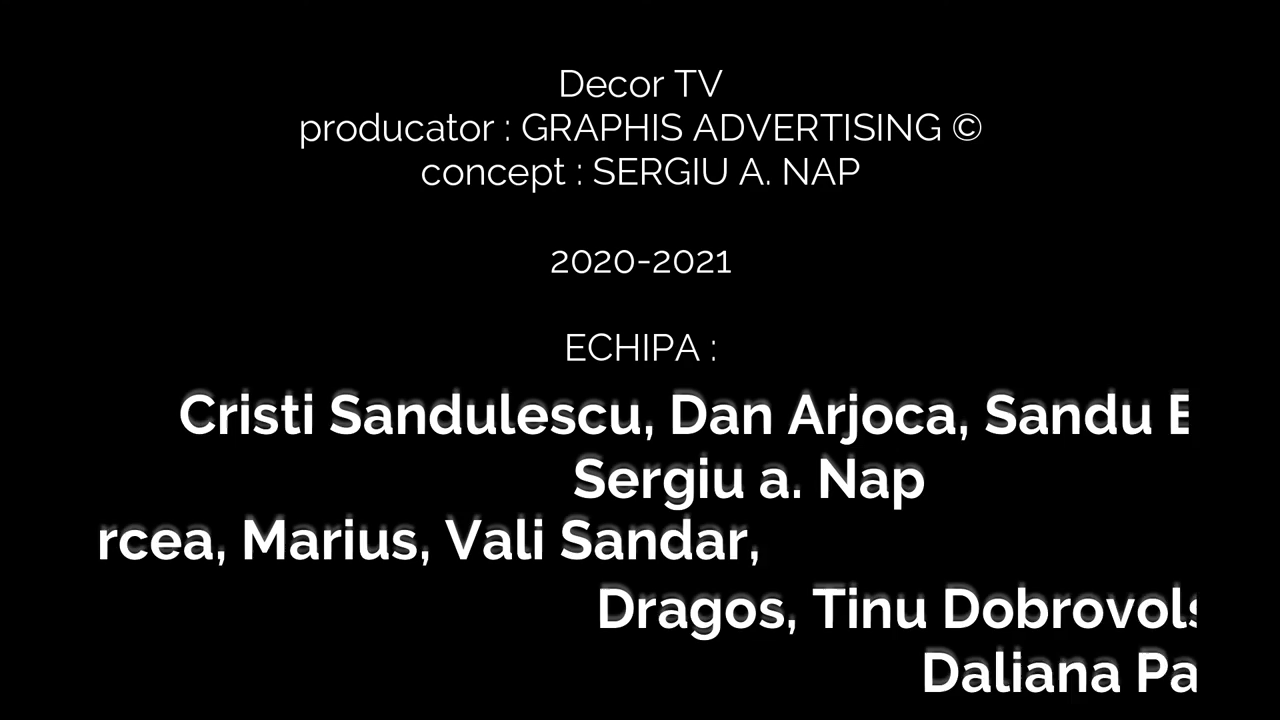 Decor TV
producator : GRAPHIS ADVERTISING ©
concept : SERGIU A. NAP
2020-2021
ECHIPA :
Cristi Sandulescu, Dan Arjoca, Sandu
Sergiu a. Nap
rcea, Marius, Vali Sandar,
Dragos, Tinu Dobrovols
Daliana Pa